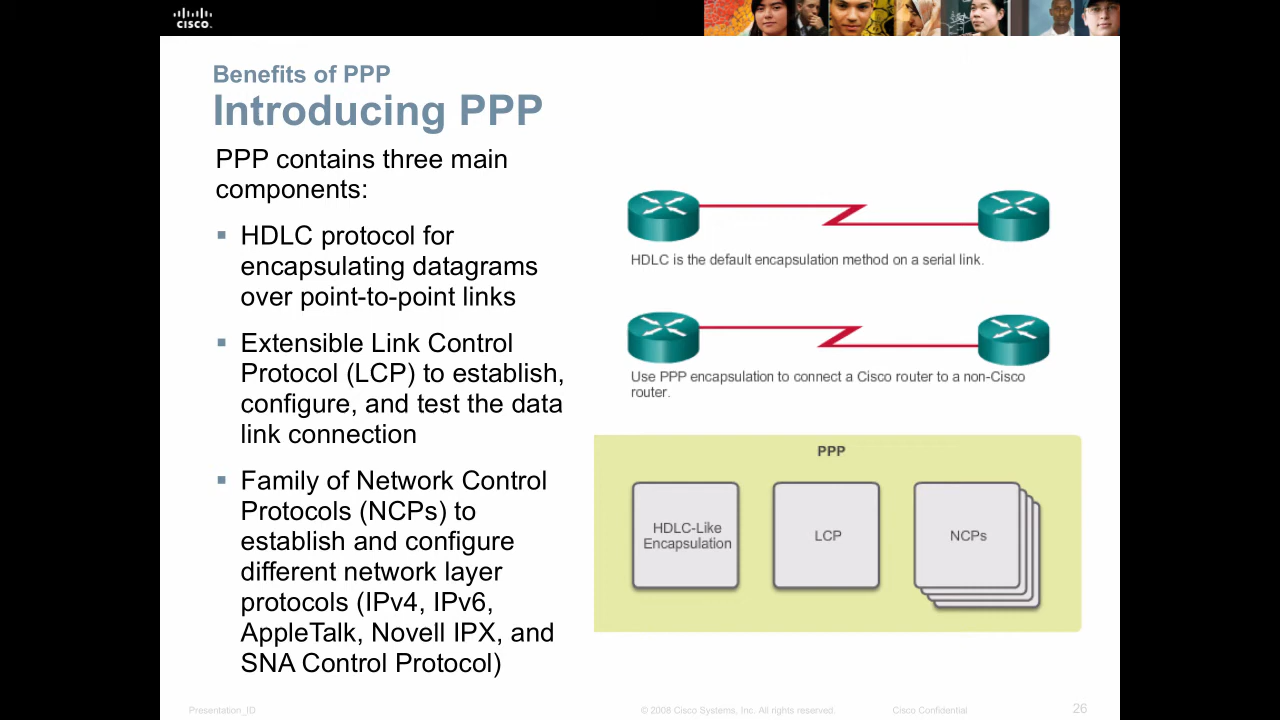 CISCO
Benefits of PPP
Introducing PPP
PPP contains three main
components:
▪ HDLC protocol for
encapsulating datagrams
over point-to-point links
▪ Extensible Link Control
Protocol (LCP) to establish,
configure, and test the data
link connection
▪ Family of Network Control
Protocols (NCPs) to
establish and configure
different network layer
protocols (IPv4, IPv6,
AppleTalk, Novell IPX, and
SNA Control Protocol)
HDLC is the default encapsulation method on a serial link.
Use PPP encapsulation to connect a Cisco router to a non-Cisco
router.
PPP
HDLC-Like
Encapsulation
LCP
NCPs
Presentation_ID
© 2008 Cisco Systems, Inc. All rights reserved.
Cisco Confidential
26